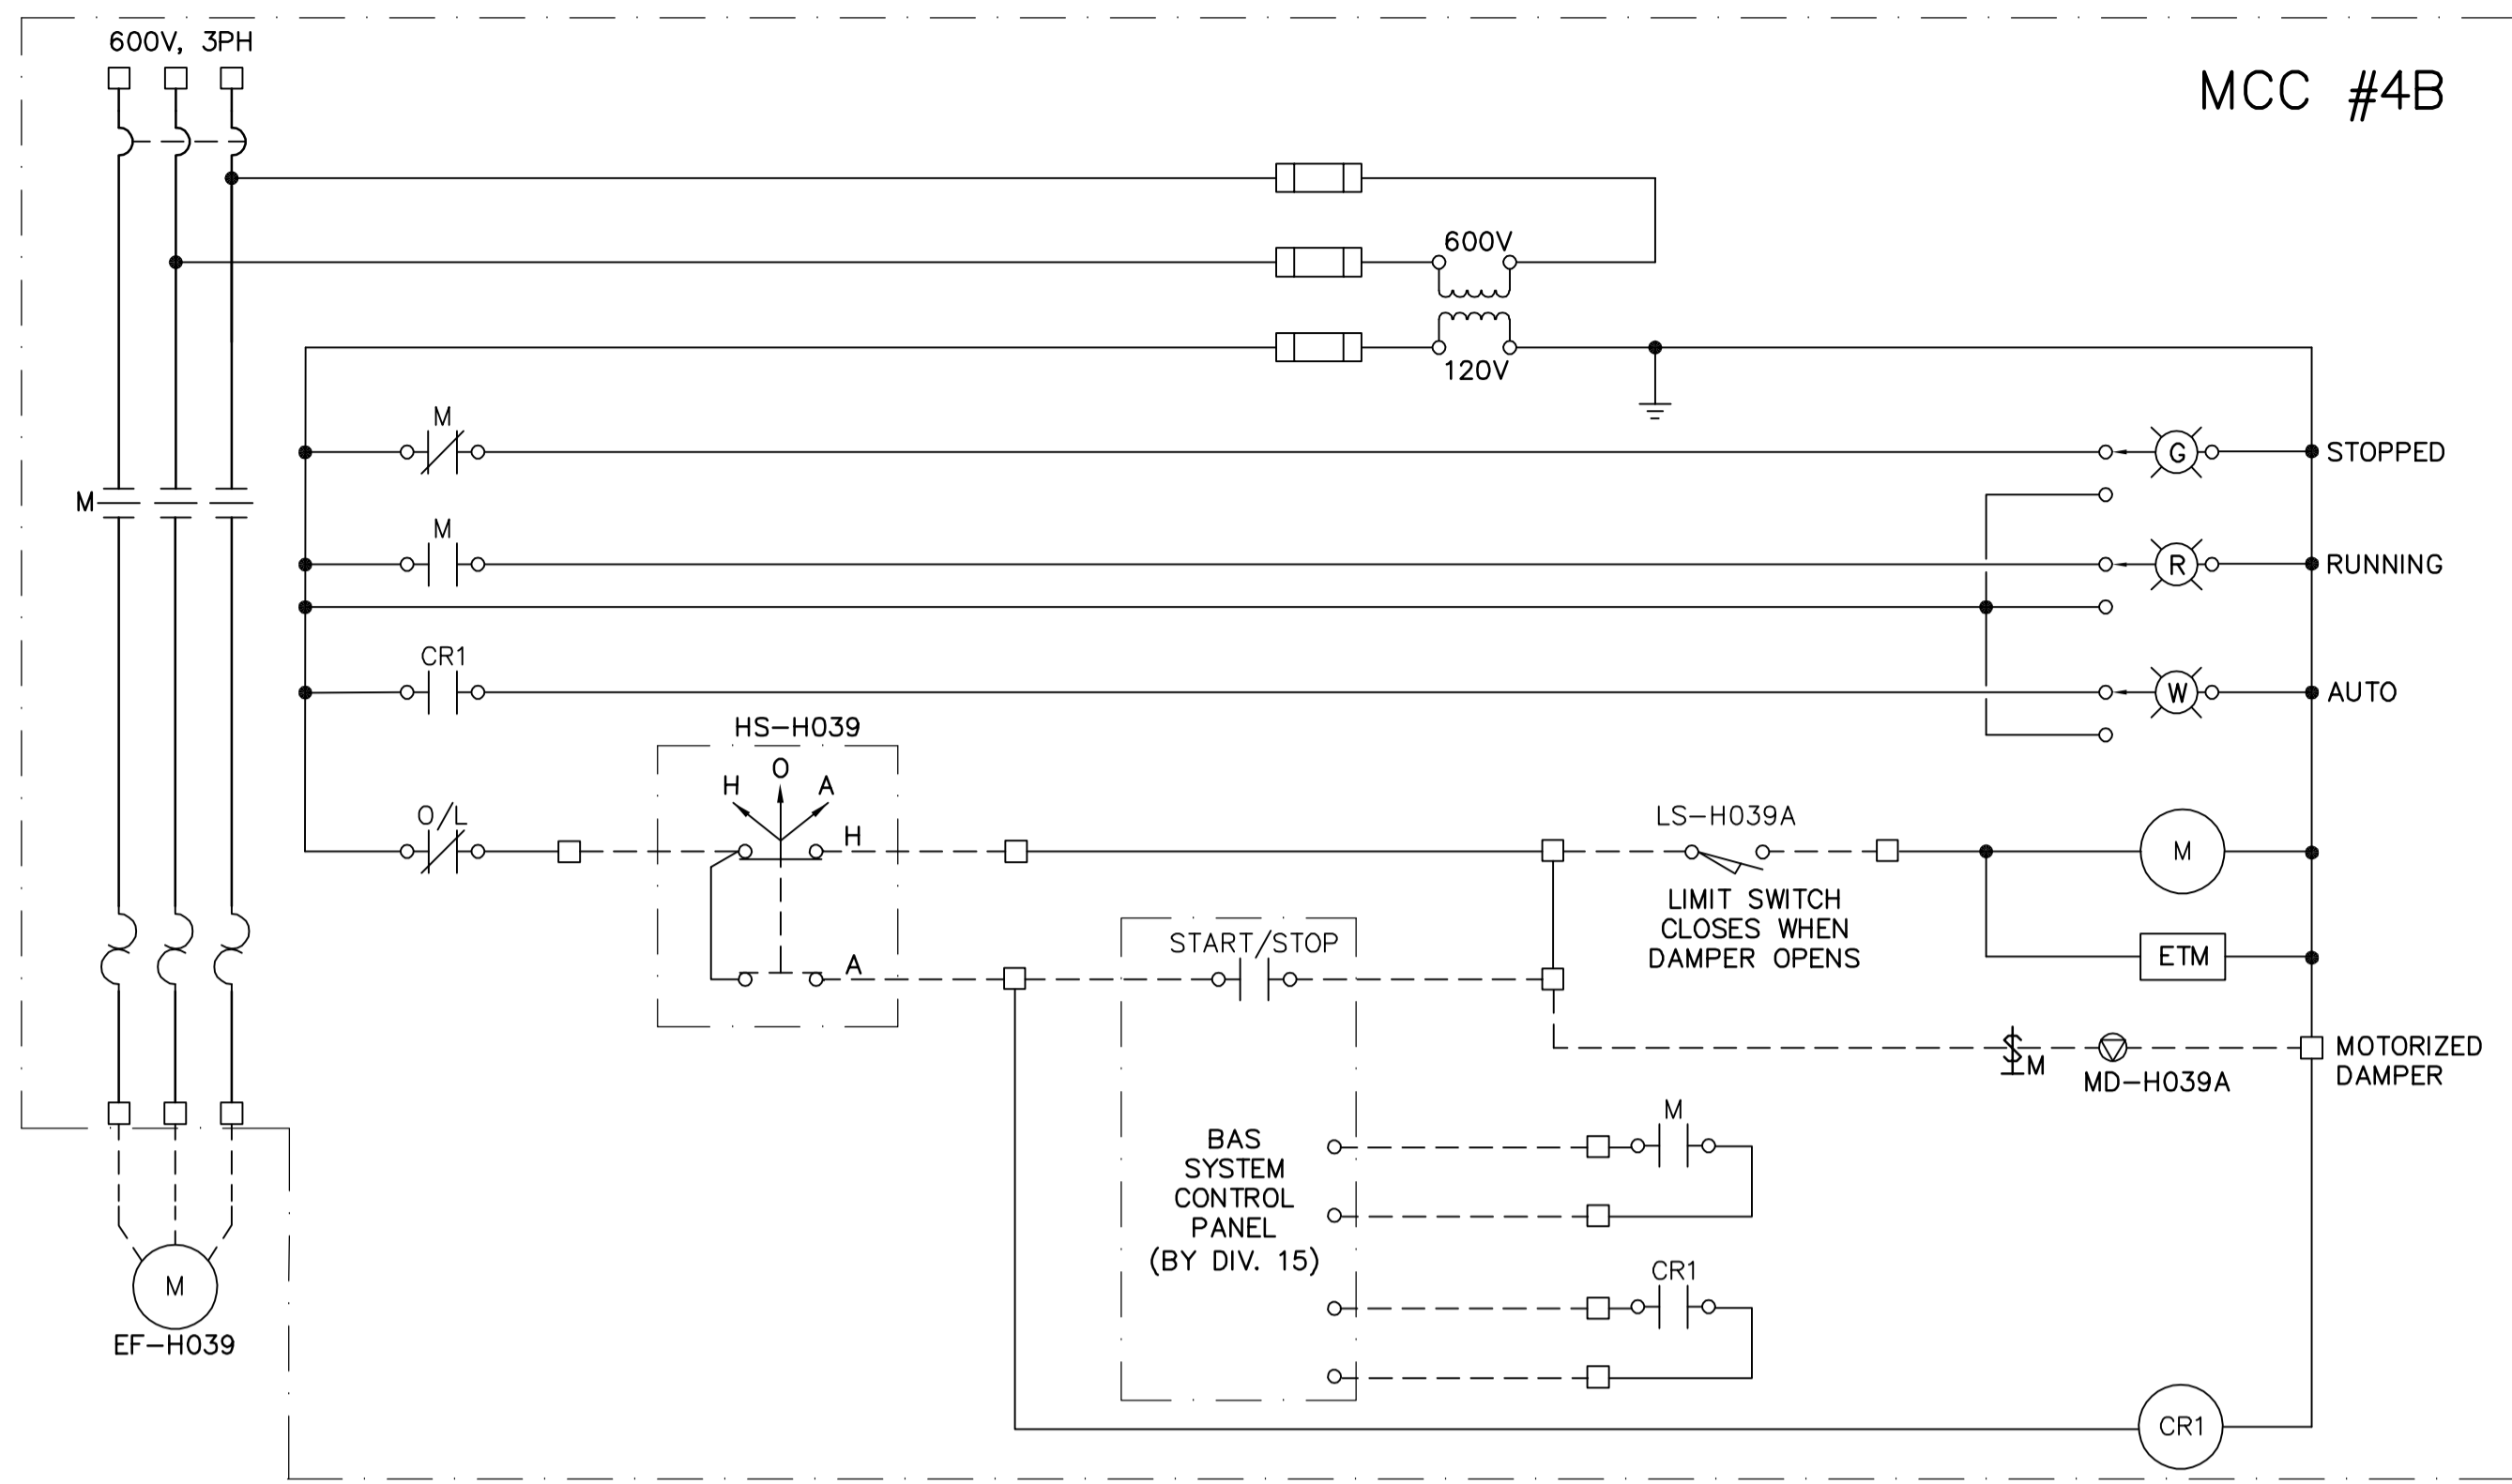 600V, 3PH
MCC #4B
600V
120V
M
G
STOPPED
M
M
R
RUNNING
CR1
W
AUTO
HS-H039
H
O
A
O/L
H
LS-H039A
M
LIMIT SWITCH
CLOSES WHEN
DAMPER OPENS
START/STOP
A
ETM
$
M
MD-H039A
MOTORIZED
DAMPER
BAS
SYSTEM
CONTROL
PANEL
(BY DIV. 15)
M
CR1
M
EF-H039
CR1